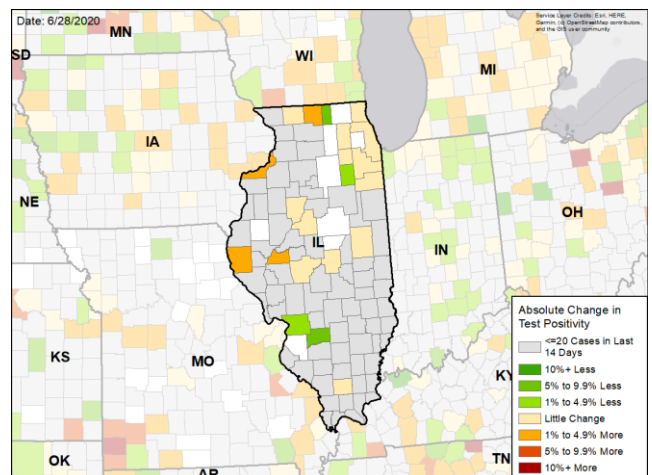 Date: 6/28/2020
Service Layer Credits: Esri, HERE,
Garmin, (c) OpenStreetMap contributors,
and the GIS user community
MN
SD
WI
MI
IA
NE
OH
IL
IN
KS
MO
KY
OK
AR
TN
Absolute Change in
Test Positivity
<=20 Cases in Last
14 Days
10%+ Less
5% to 9.9% Less
1% to 4.9% Less
Little Change
1% to 4.9% More
5% to 9.9% More
10%+ More